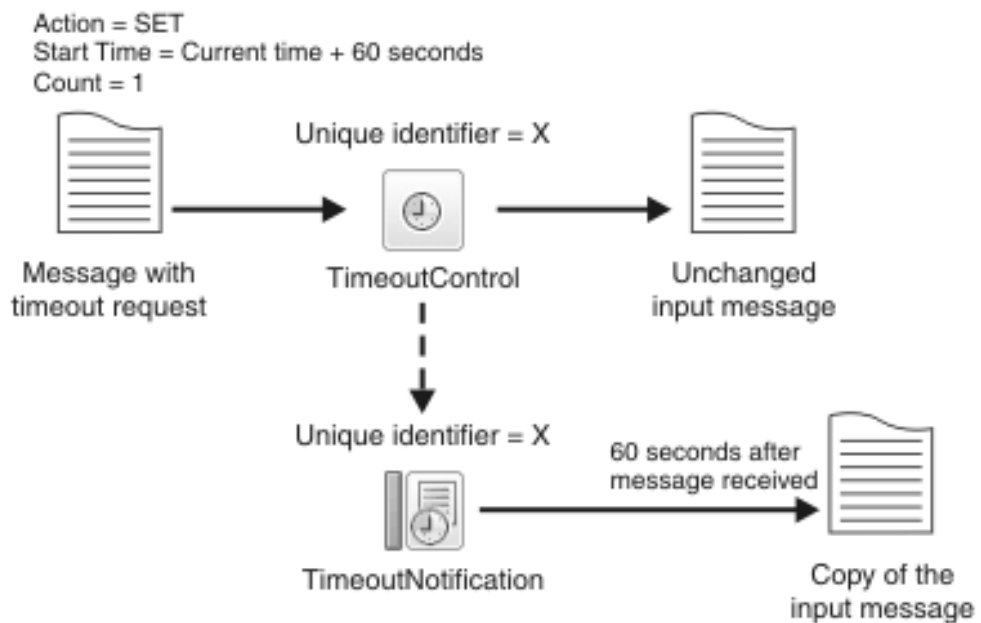 Action = SET
Start Time = Current time + 60 seconds
Count = 1
Unique identifier = X
Message with
timeout request
TimeoutControl
Unchanged
input message
Unique identifier = X
60 seconds after
message received
TimeoutNotification
Copy of the
input message